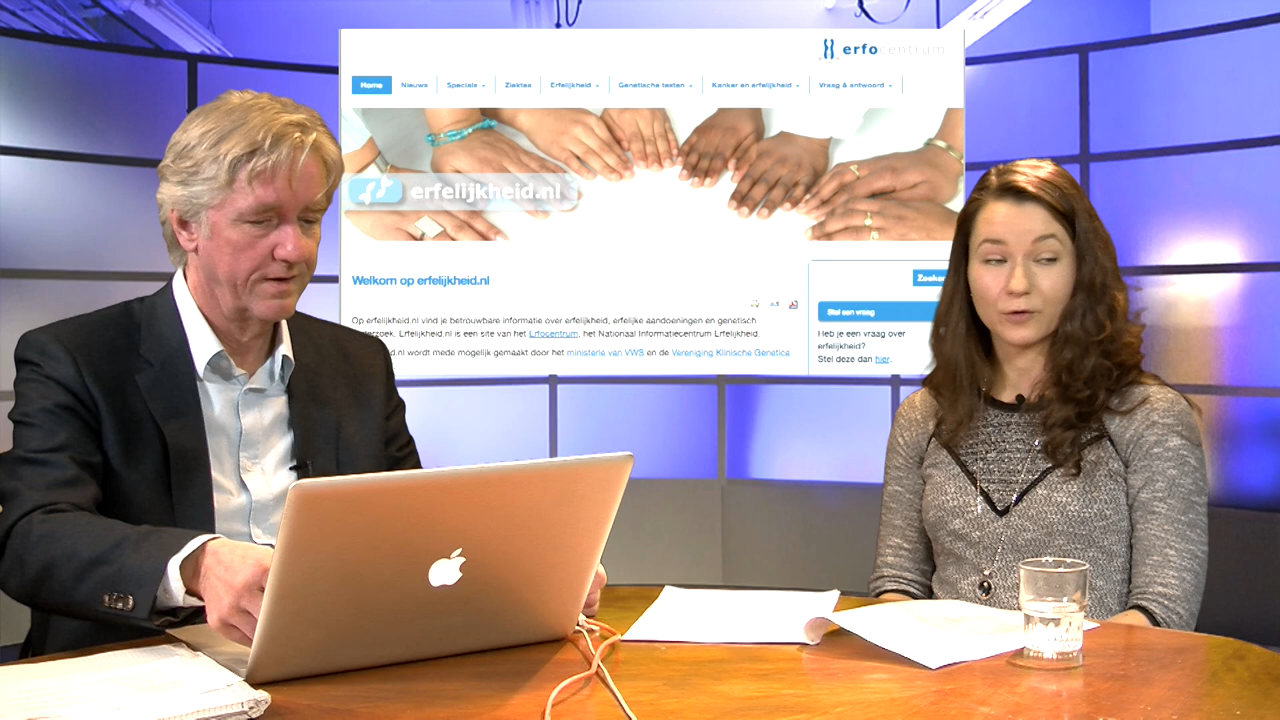 erfocentrum
Home Nieuws Specials Ziektes Erfelijkheid Genetische testen Kanker en erfelijkheid Vraag & antwoord
erfelijkheid.nl
Welkom op erfelijkheid.nl
Zoeken
Stel een vraag
Op erfelijkheid.nl vind je betrouwbare informatie over erfelijkheid, erfelijke aandoeningen en genetisch
Erfelijkheid.nl is een site van het Erfocentrum, het Nationaal Informatiecentrum Erfelijkheid.
wordt mede mogelijk gemaakt door het ministerie van VWS en de Vereniging Klinische Genetica
Heb je een vraag over
erfelijkheid?
Stel deze dan hier.